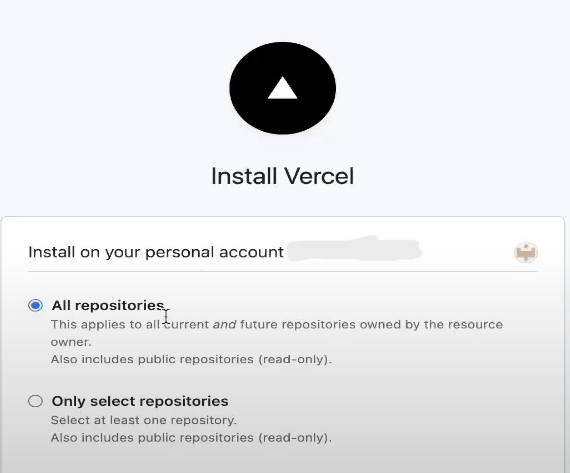 Install Vercel
Install on your personal account
All repositories
This applies to all current and future repositories owned by the resource
owner.
Also includes public repositories (read-only).
Only select repositories
Select at least one repository.
Also includes public repositories (read-only).